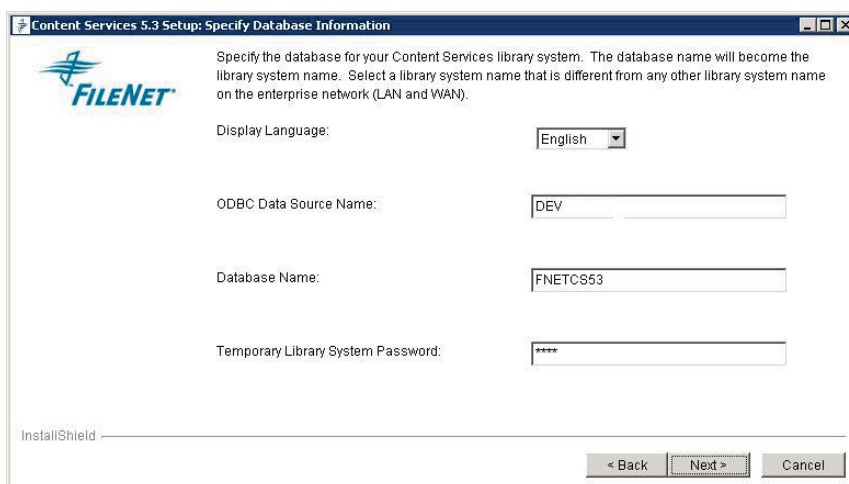 Content Services 5.3 Setup: Specify Database Information
FILENET®
Specify the database for your Content Services library system. The database name will become the
library system name. Select a library system name that is different from any other library system name
on the enterprise network (LAN and WAN).
Display Language:
English
ODBC Data Source Name:
DEV
Database Name:
FNETCS53
Temporary Library System Password:
****
InstallShield
< Back
Next >
Cancel